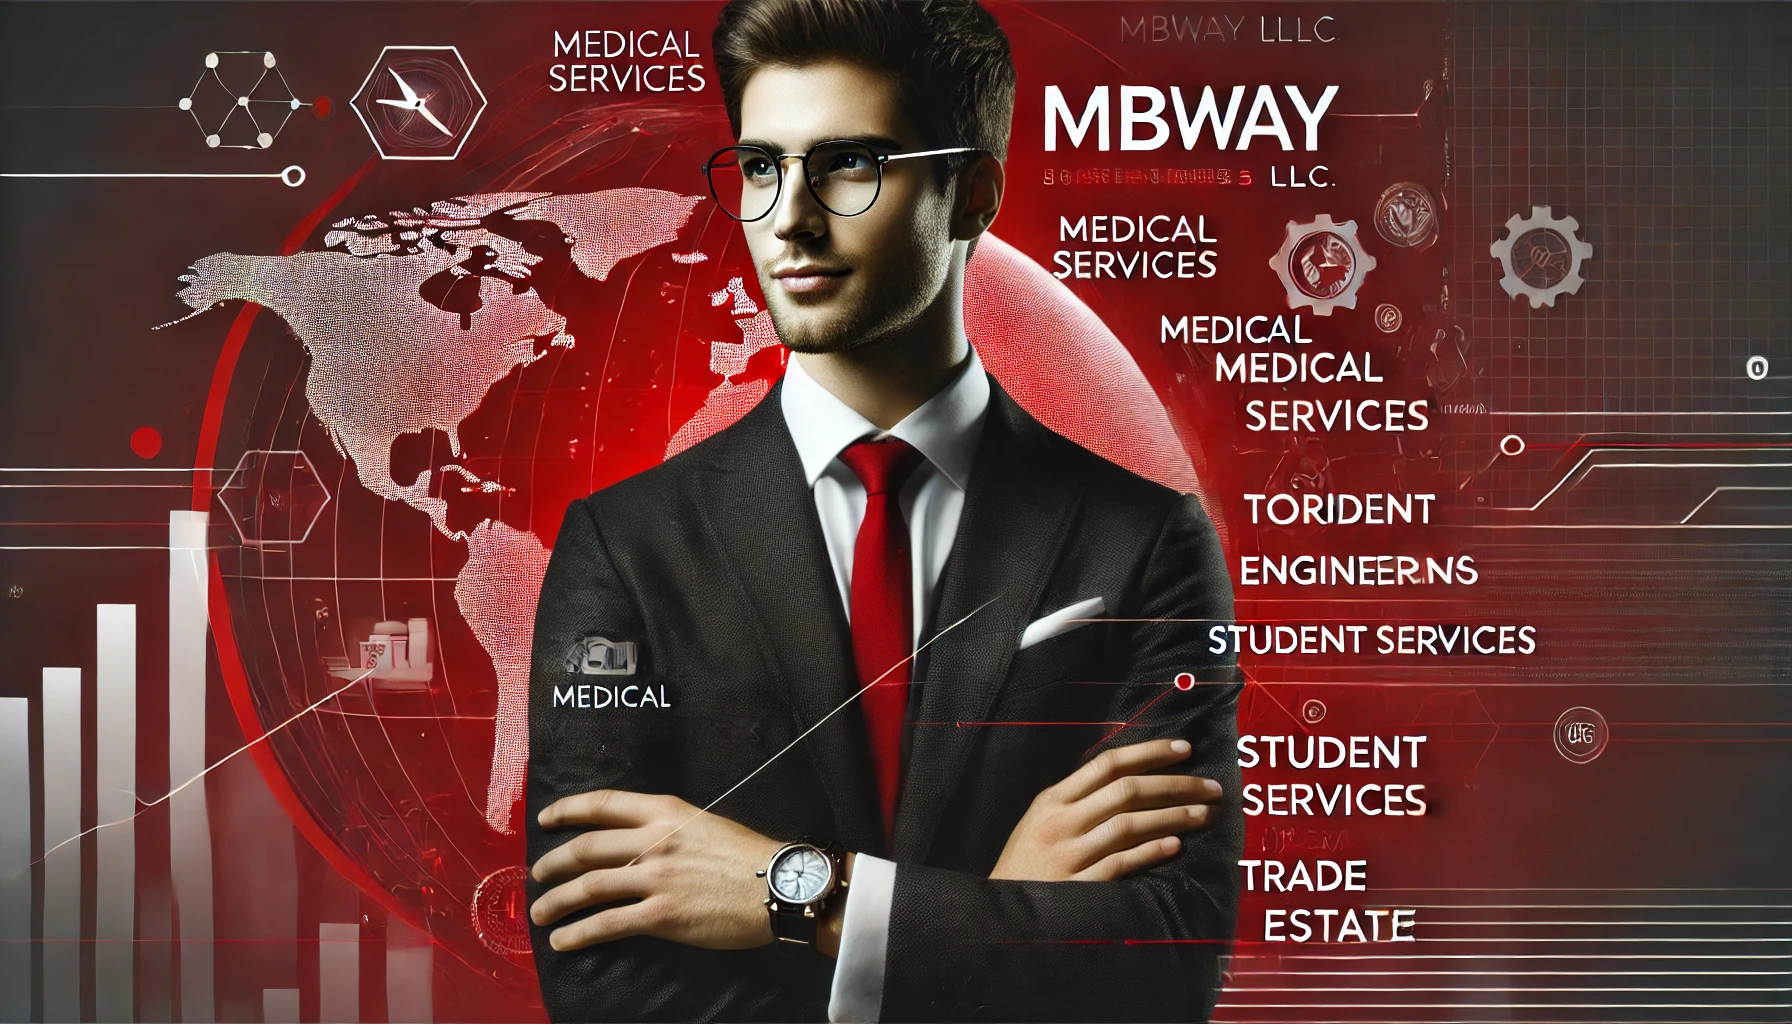 MEDICAL
SERVICES
MBWAY LLLC
MBWAY
LLC.
MEDICAL
SERVICES
MEDICAL
MEDICAL
SERVICES
TORIDENT
ENGINEERNS
STUDENT SERVICES
MEDICAL
STUDENT
SERVICES
TRADE
ESTATE